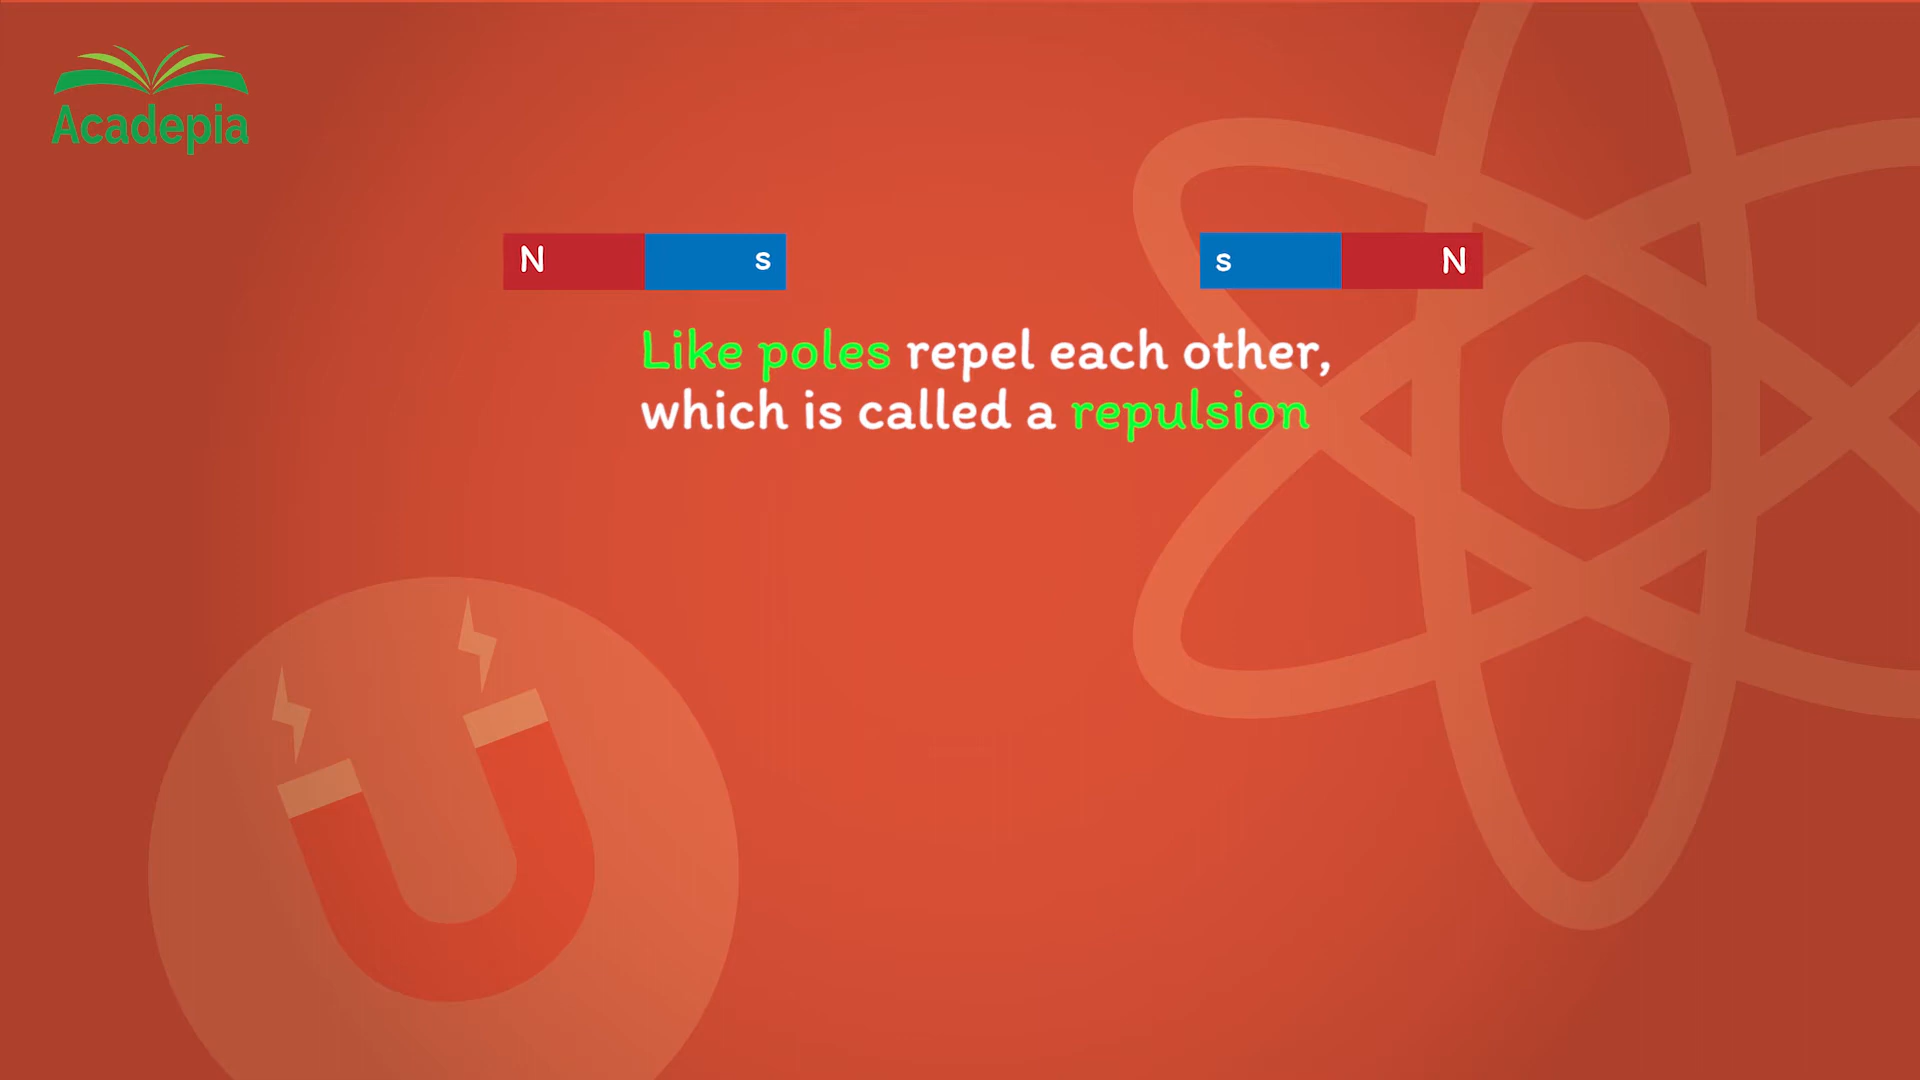 Acadepia
N s s N
Like poles repel each other,
which is called a repulsion